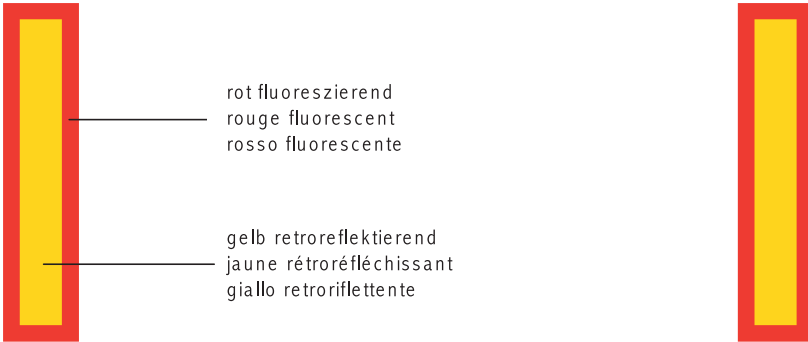 rot fluoreszierend
rouge fluorescent
rosso fluorescente
gelb retroreflektierend
jaune rétroréfléchissant
giallo retroriflettente